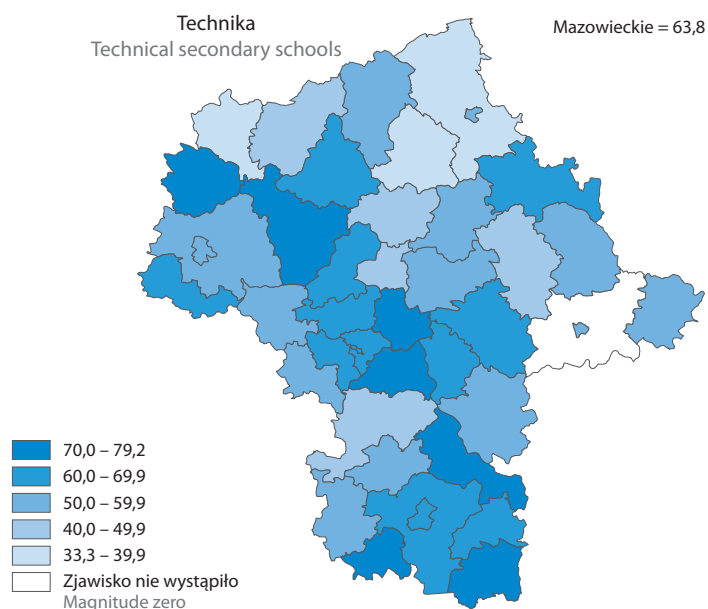 Technika
Technical secondary schools
Mazowieckie = 63,8
70,0 – 79,2
60,0 – 69,9
50,0 – 59,9
40,0 – 49,9
33,3 – 39,9
Zjawisko nie wystąpiło
Magnitude zero